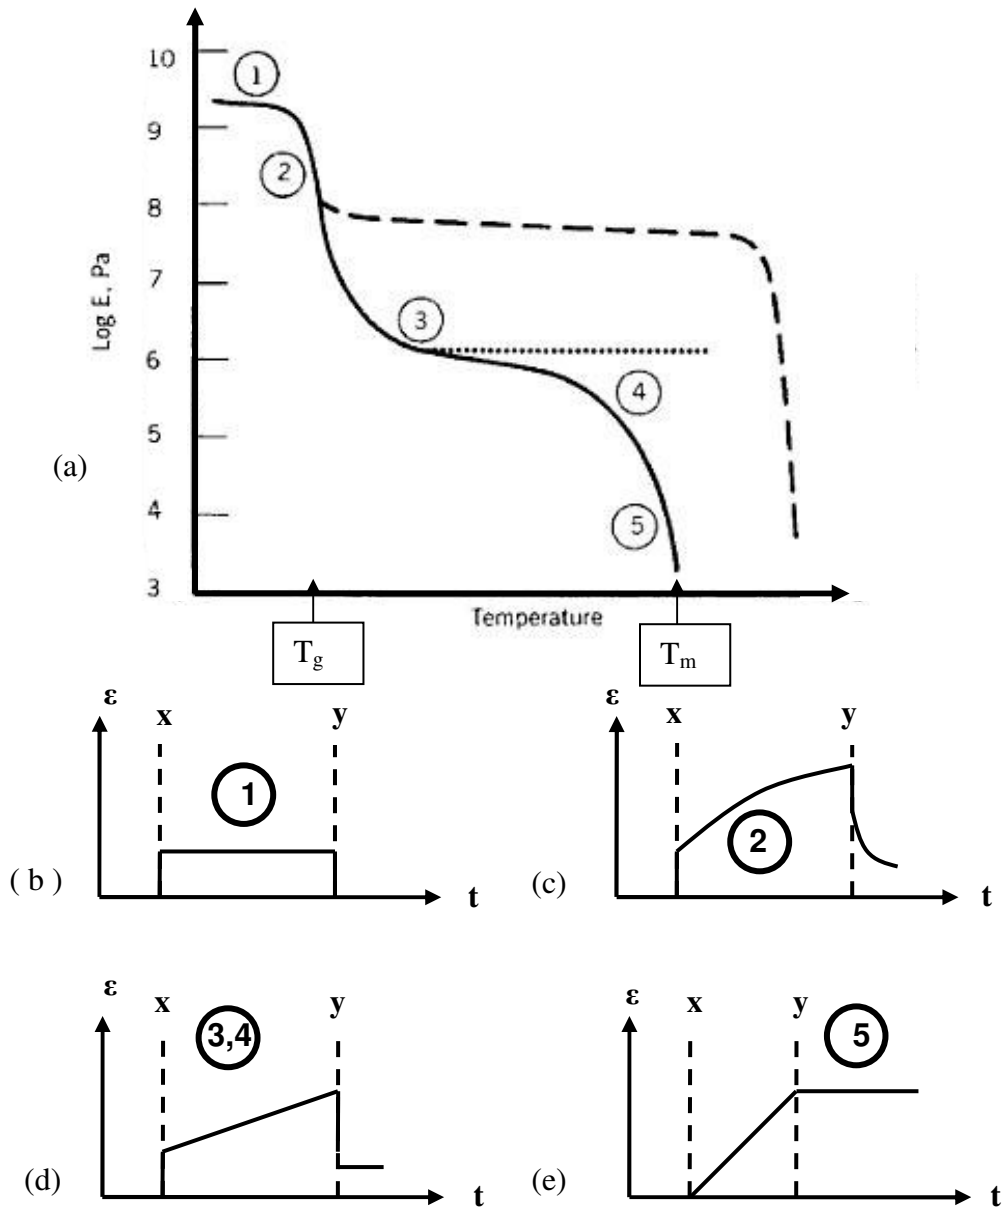 10
1
9
2
8
Log E, Pa
7
3
6
4
5
(a)
4
5
3
Temperature
Tg
Tm
ε
x
y
1
( b )
t
ε
x
y
2
(c)
t
ε
x
y
3,4
(d)
t
ε
x
y
5
(e)
t